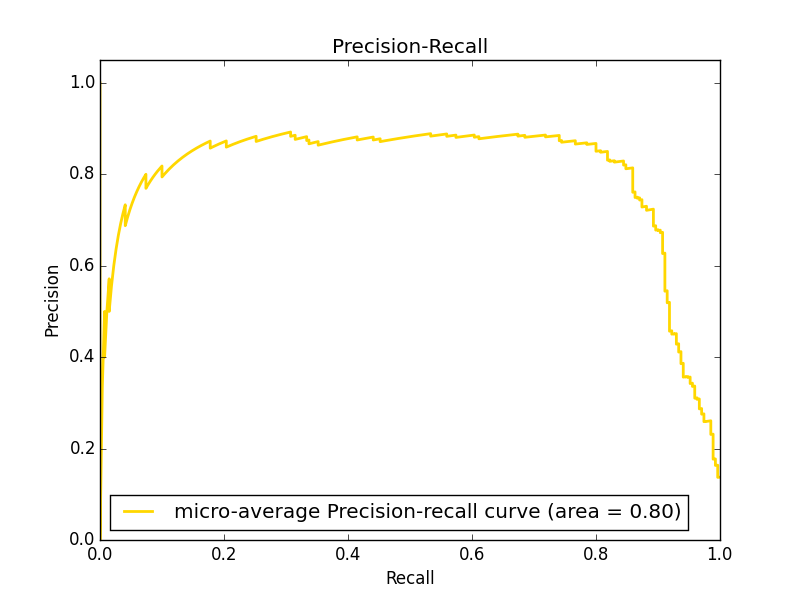 Precision-Recall
1.0
0.8
0.6
0.4
0.2
0.0
Precision
micro-average Precision-recall curve (area = 0.80)
0.0 0.2 0.4 0.6 0.8 1.0
Recall